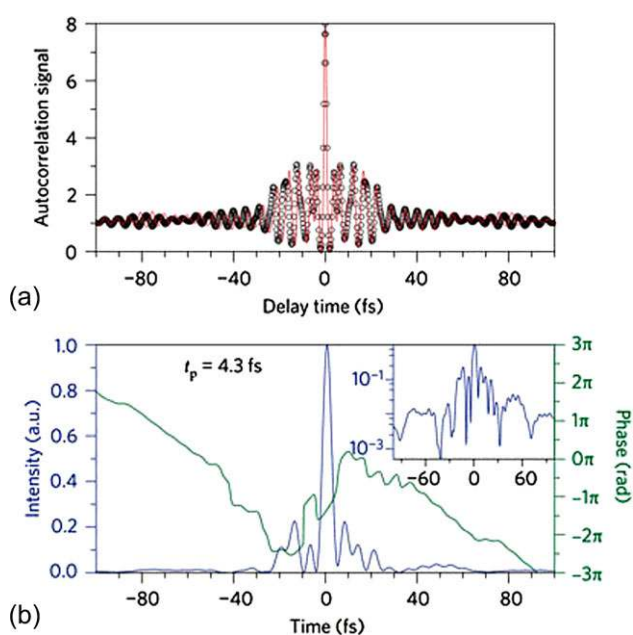 8
6
4
2
0
Autocorrelation signal
−80 −40 0 40 80
Delay time (fs)
(a)
1.0
0.8
0.6
0.4
0.2
0.0
Intensity (a.u.)
t_p = 4.3 fs
10⁻¹
10⁻³
−60 0 60
3π
2π
1π
0π
−1π
−2π
−3π
Phase (rad)
−80 −40 0 40 80
Time (fs)
(b)